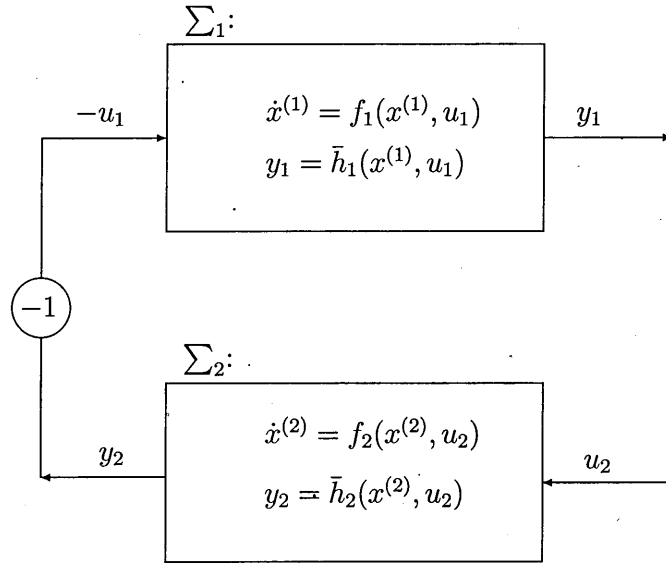 ∑₁:
ẋ⁽¹⁾ = f₁(x⁽¹⁾, u₁)
−u₁
y₁
y₁ = h̄₁(x⁽¹⁾, u₁)
−1
∑₂:
ẋ⁽²⁾ = f₂(x⁽²⁾, u₂)
y₂
u₂
y₂ = h̄₂(x⁽²⁾, u₂)